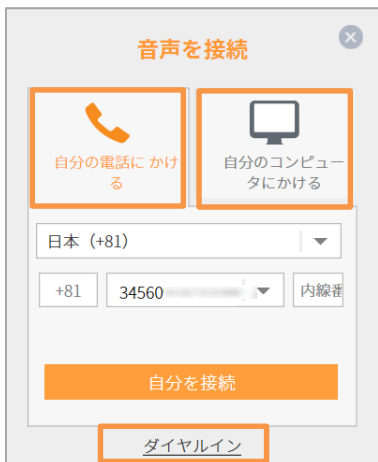 音声を接続
自分の電話に かけ
る
自分のコンピュー
タにかける
日本（+81）
+81
34560
内線番
自分を接続
ダイヤルイン